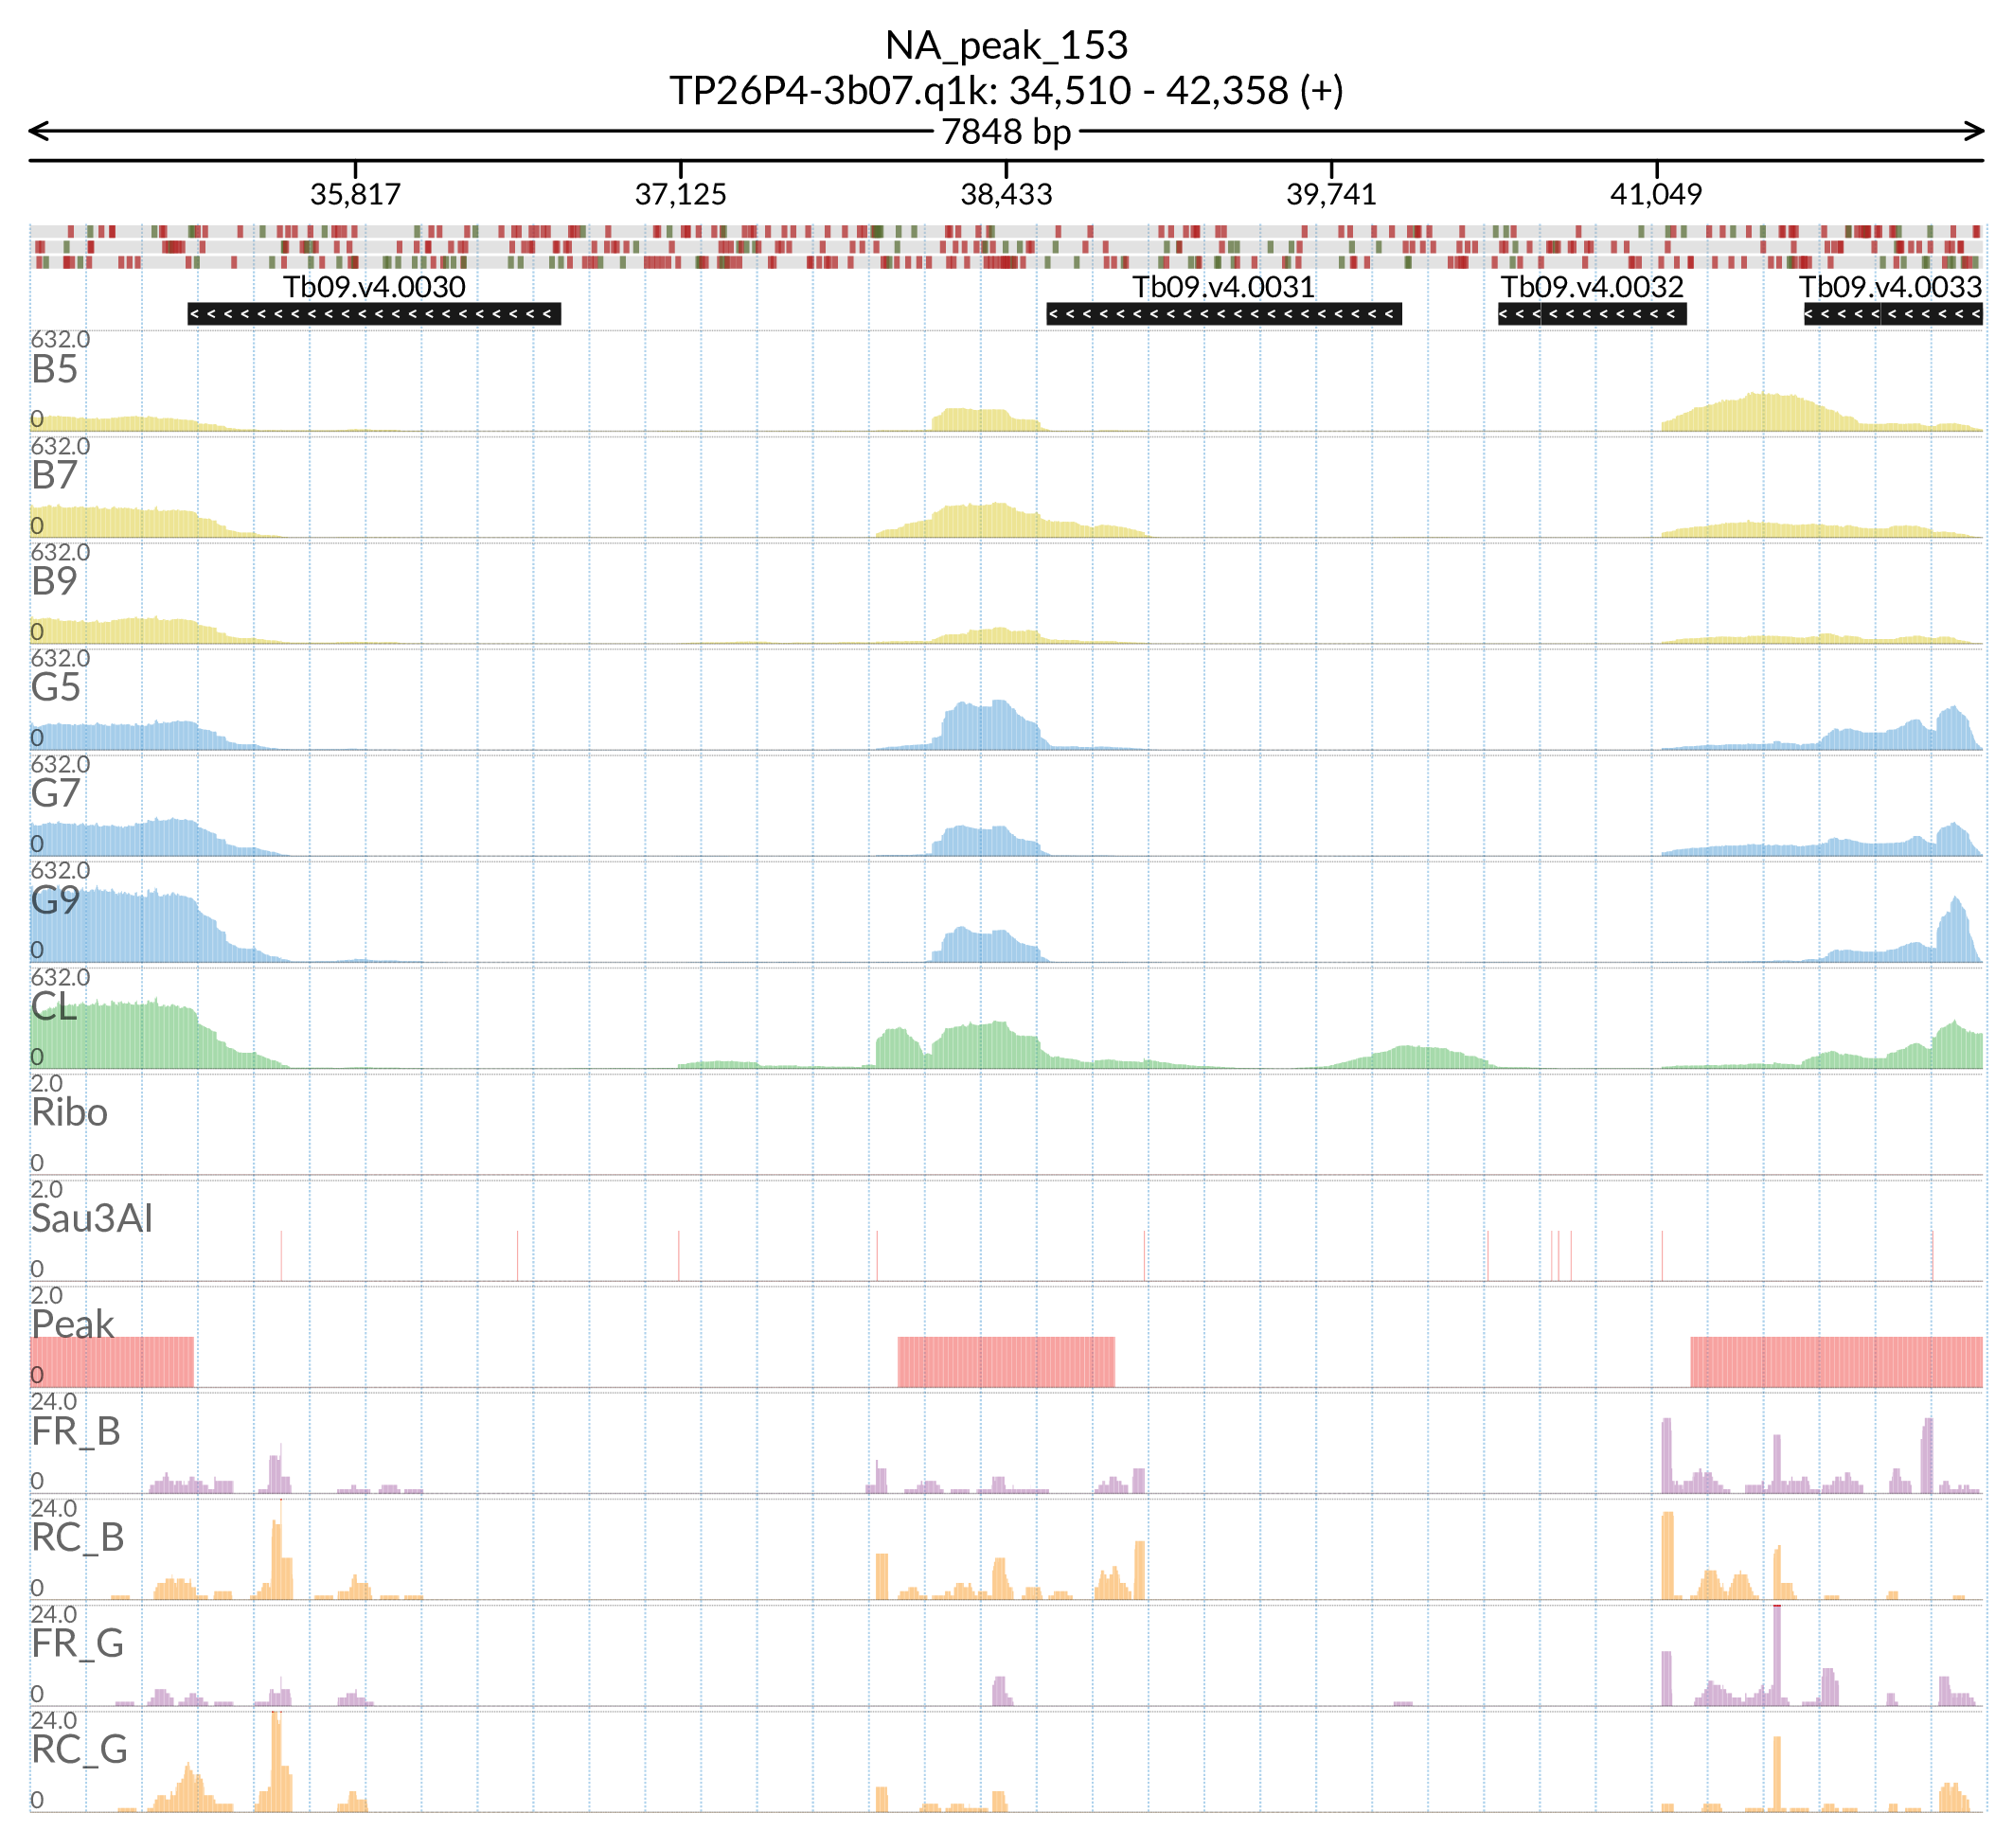 NA_peak_153
TP26P4-3b07.q1k: 34,510 - 42,358 (+)
7848 bp
35,817 37,125 38,433 39,741 41,049
Tb09.v4.0030 Tb09.v4.0031 Tb09.v4.0032 Tb09.v4.0033
632.0
B5
0
632.0
B7
0
632.0
B9
0
632.0
G5
0
632.0
G7
0
632.0
G9
0
632.0
CL
0
2.0
Ribo
0
2.0
Sau3AI
0
2.0
Peak
0
24.0
FR_B
0
24.0
RC_B
0
24.0
FR_G
0
24.0
RC_G
0